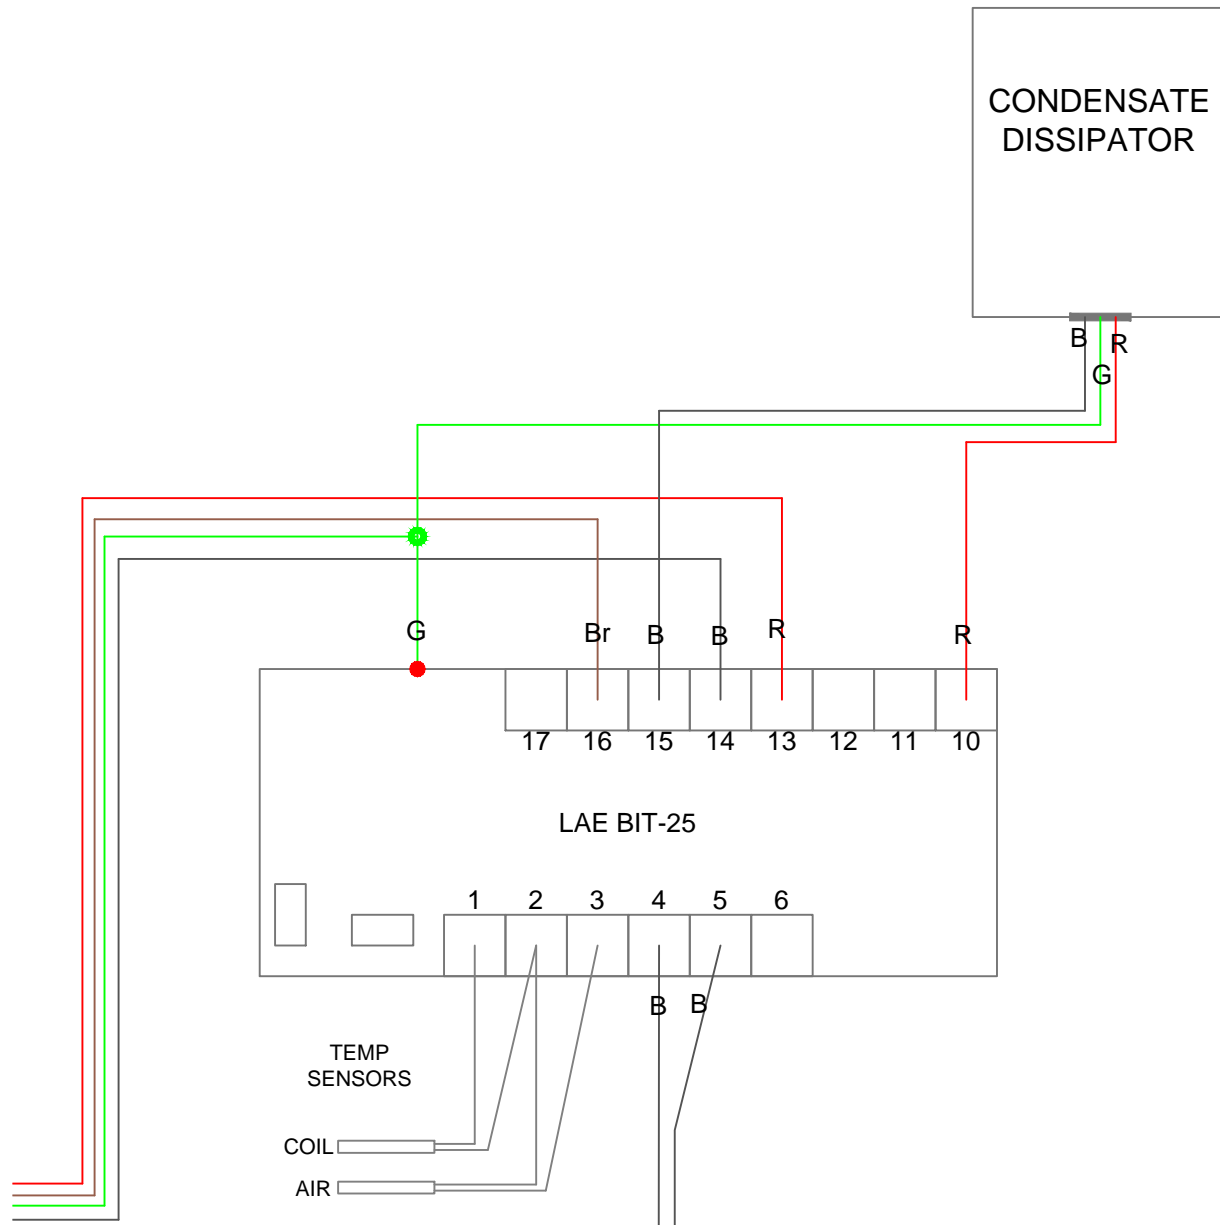 CONDENSATE
DISSIPATOR
B
R
G
G
Br
B
B
R
R
17 16 15 14 13 12 11 10
LAE BIT-25
1 2 3 4 5 6
B
B
TEMP
SENSORS
COIL
AIR